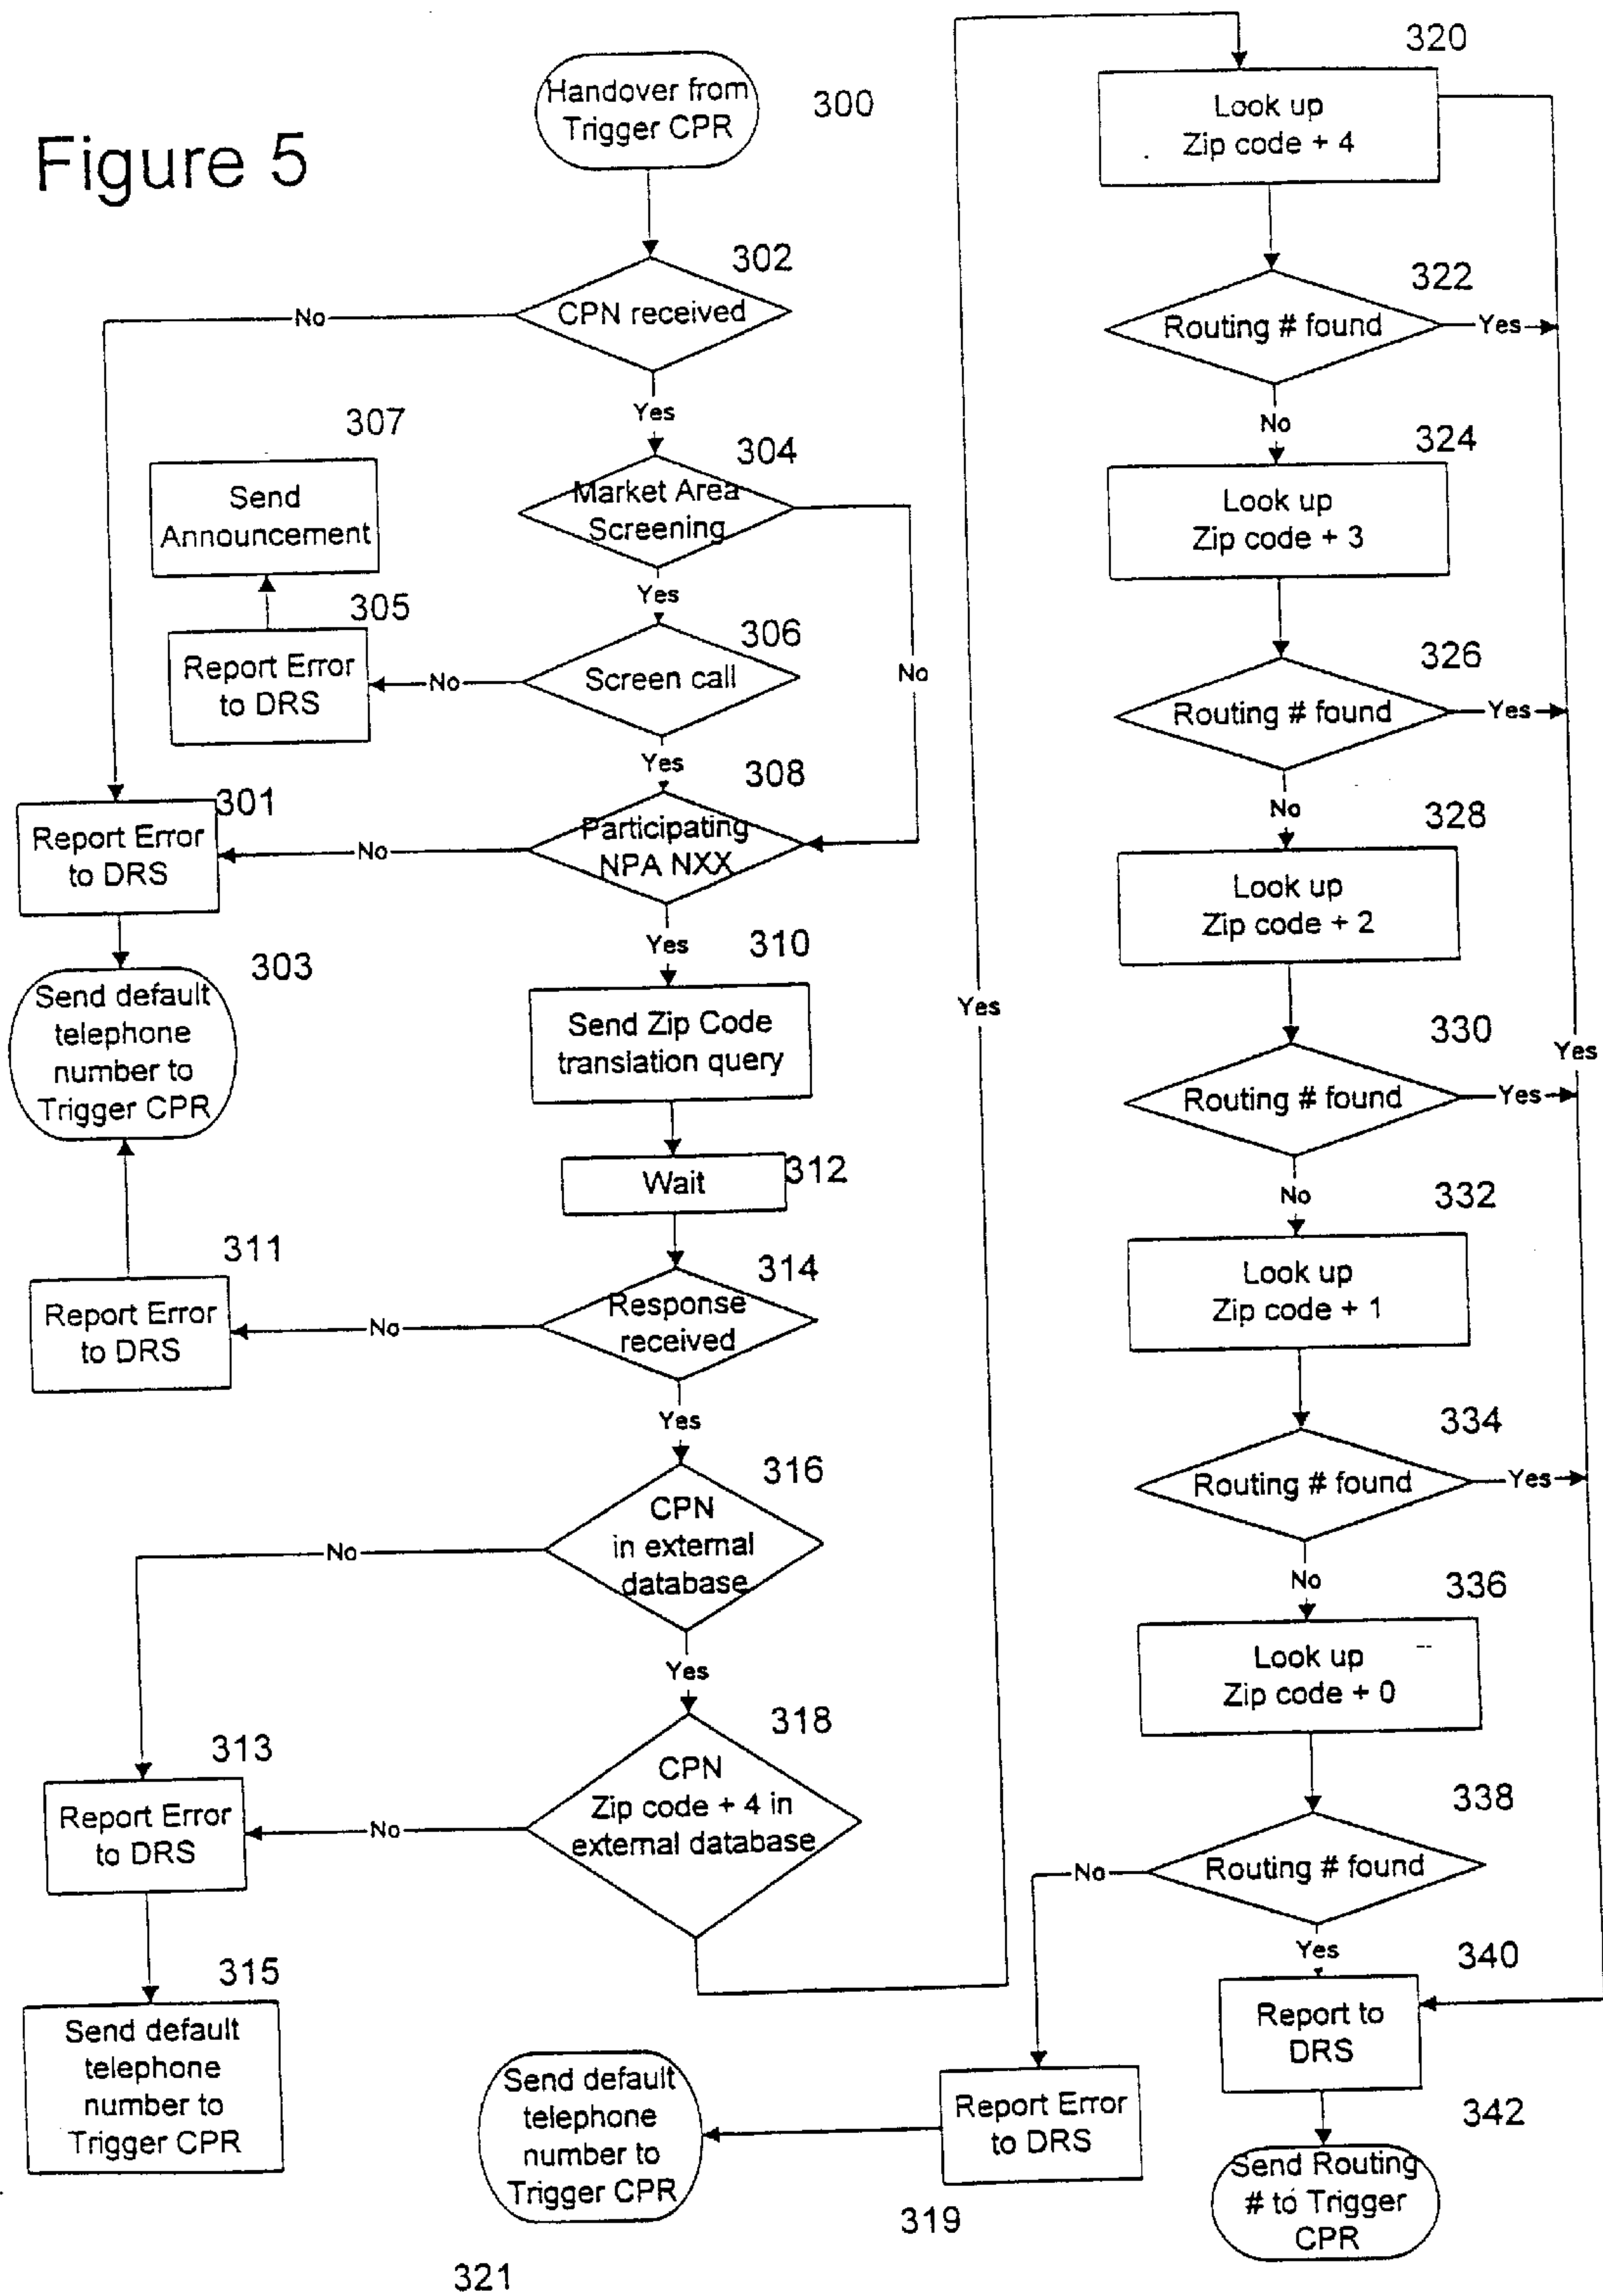 Figure 5
Handover from
Trigger CPR
300
302
CPN received
No
Yes
304
Market Area
Screening
No
Yes
307
Send
Announcement
305
Report Error
to DRS
306
Screen call
No
Yes
308
Participating
NPA NXX
No
301
Report Error
to DRS
303
Send default
telephone
number to
Trigger CPR
Yes
310
Send Zip Code
translation query
312
Wait
314
Response
received
No
311
Report Error
to DRS
Yes
316
CPN
in external
database
No
Yes
318
CPN
Zip code + 4 in
external database
No
313
Report Error
to DRS
315
Send default
telephone
number to
Trigger CPR
Yes
320
Look up
Zip code + 4
322
Routing # found
Yes
No
324
Look up
Zip code + 3
326
Routing # found
Yes
No
328
Look up
Zip code + 2
330
Routing # found
Yes
Yes
No
332
Look up
Zip code + 1
334
Routing # found
Yes
No
336
Look up
Zip code + 0
338
Routing # found
No
Yes
340
Report to
DRS
342
Send Routing
# to Trigger
CPR
Report Error
to DRS
319
Send default
telephone
number to
Trigger CPR
321